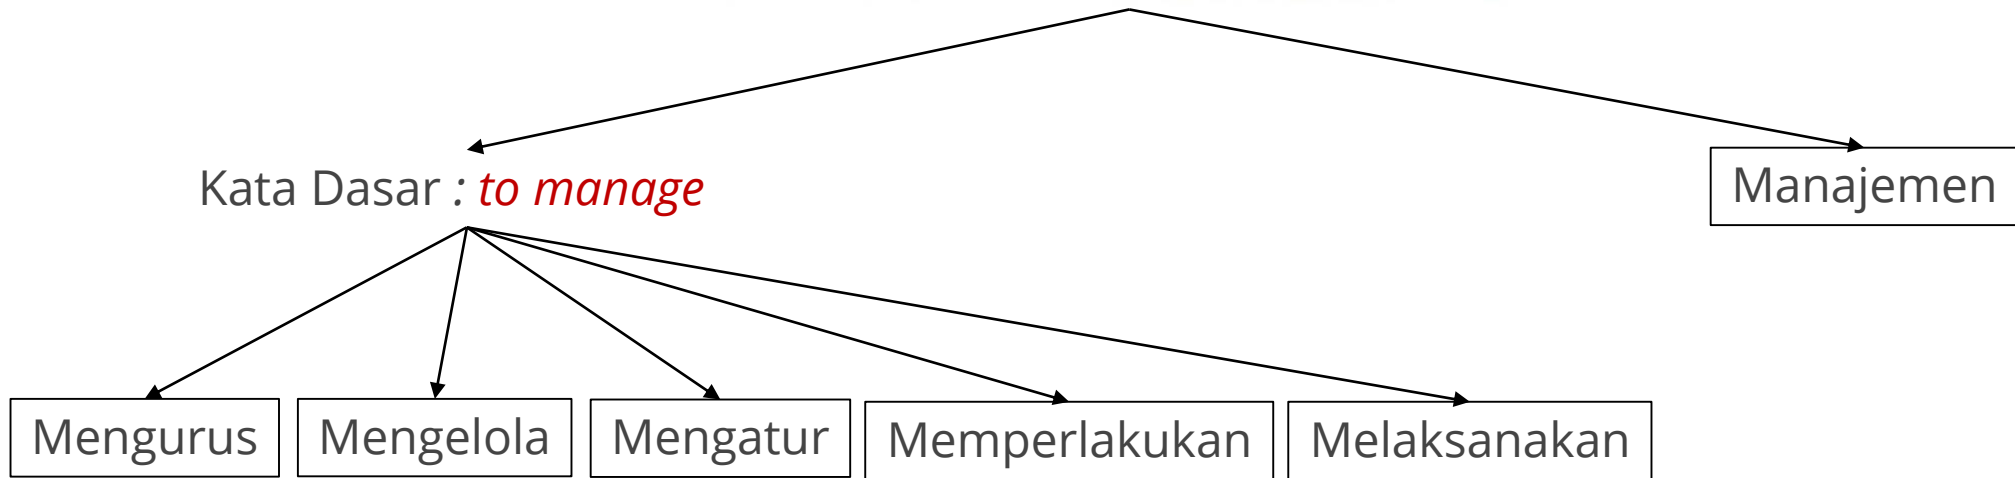 Kata Dasar : to manage
Manajemen
Mengurus
Mengelola
Mengatur
Memperlakukan
Melaksanakan